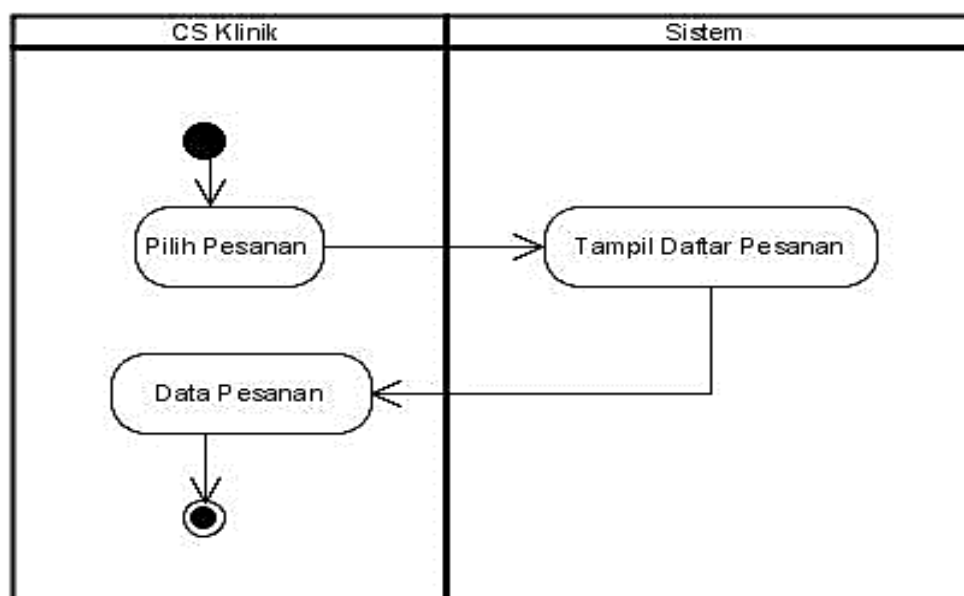 CS Klinik
Sistem
Pilih Pesanan
Tampil Daftar Pesanan
Data Pesanan